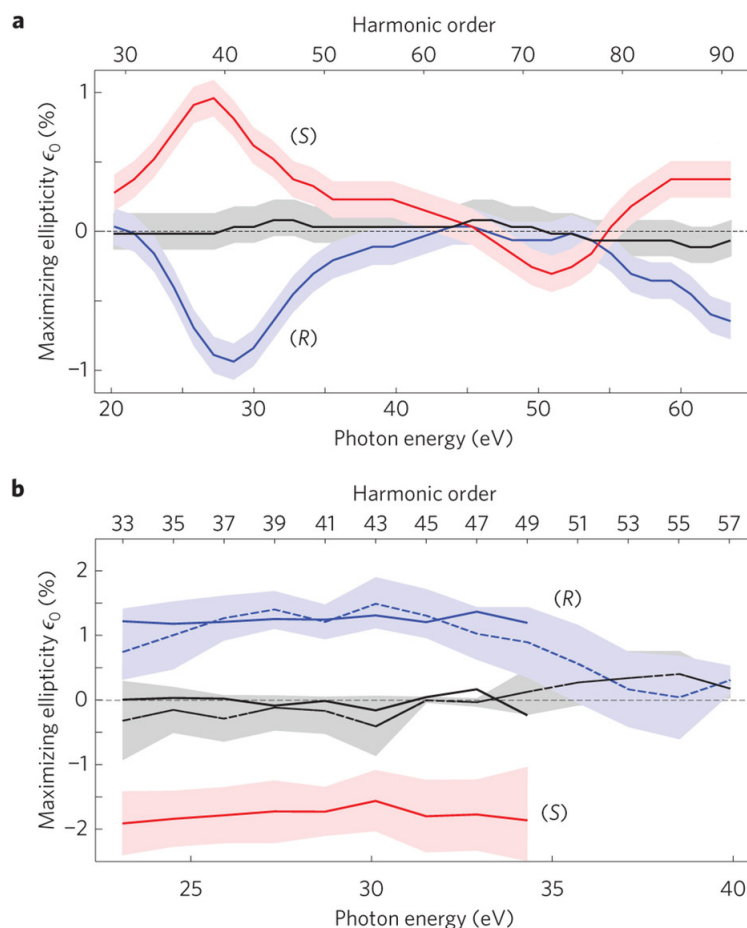 a
Harmonic order
30 40 50 60 70 80 90
Maximizing ellipticity ϵ0 (%)
1
0
−1
(S)
(R)
20 30 40 50 60
Photon energy (eV)
b
Harmonic order
33 35 37 39 41 43 45 47 49 51 53 55 57
Maximizing ellipticity ϵ0 (%)
2
1
0
−1
−2
(R)
(S)
25 30 35 40
Photon energy (eV)